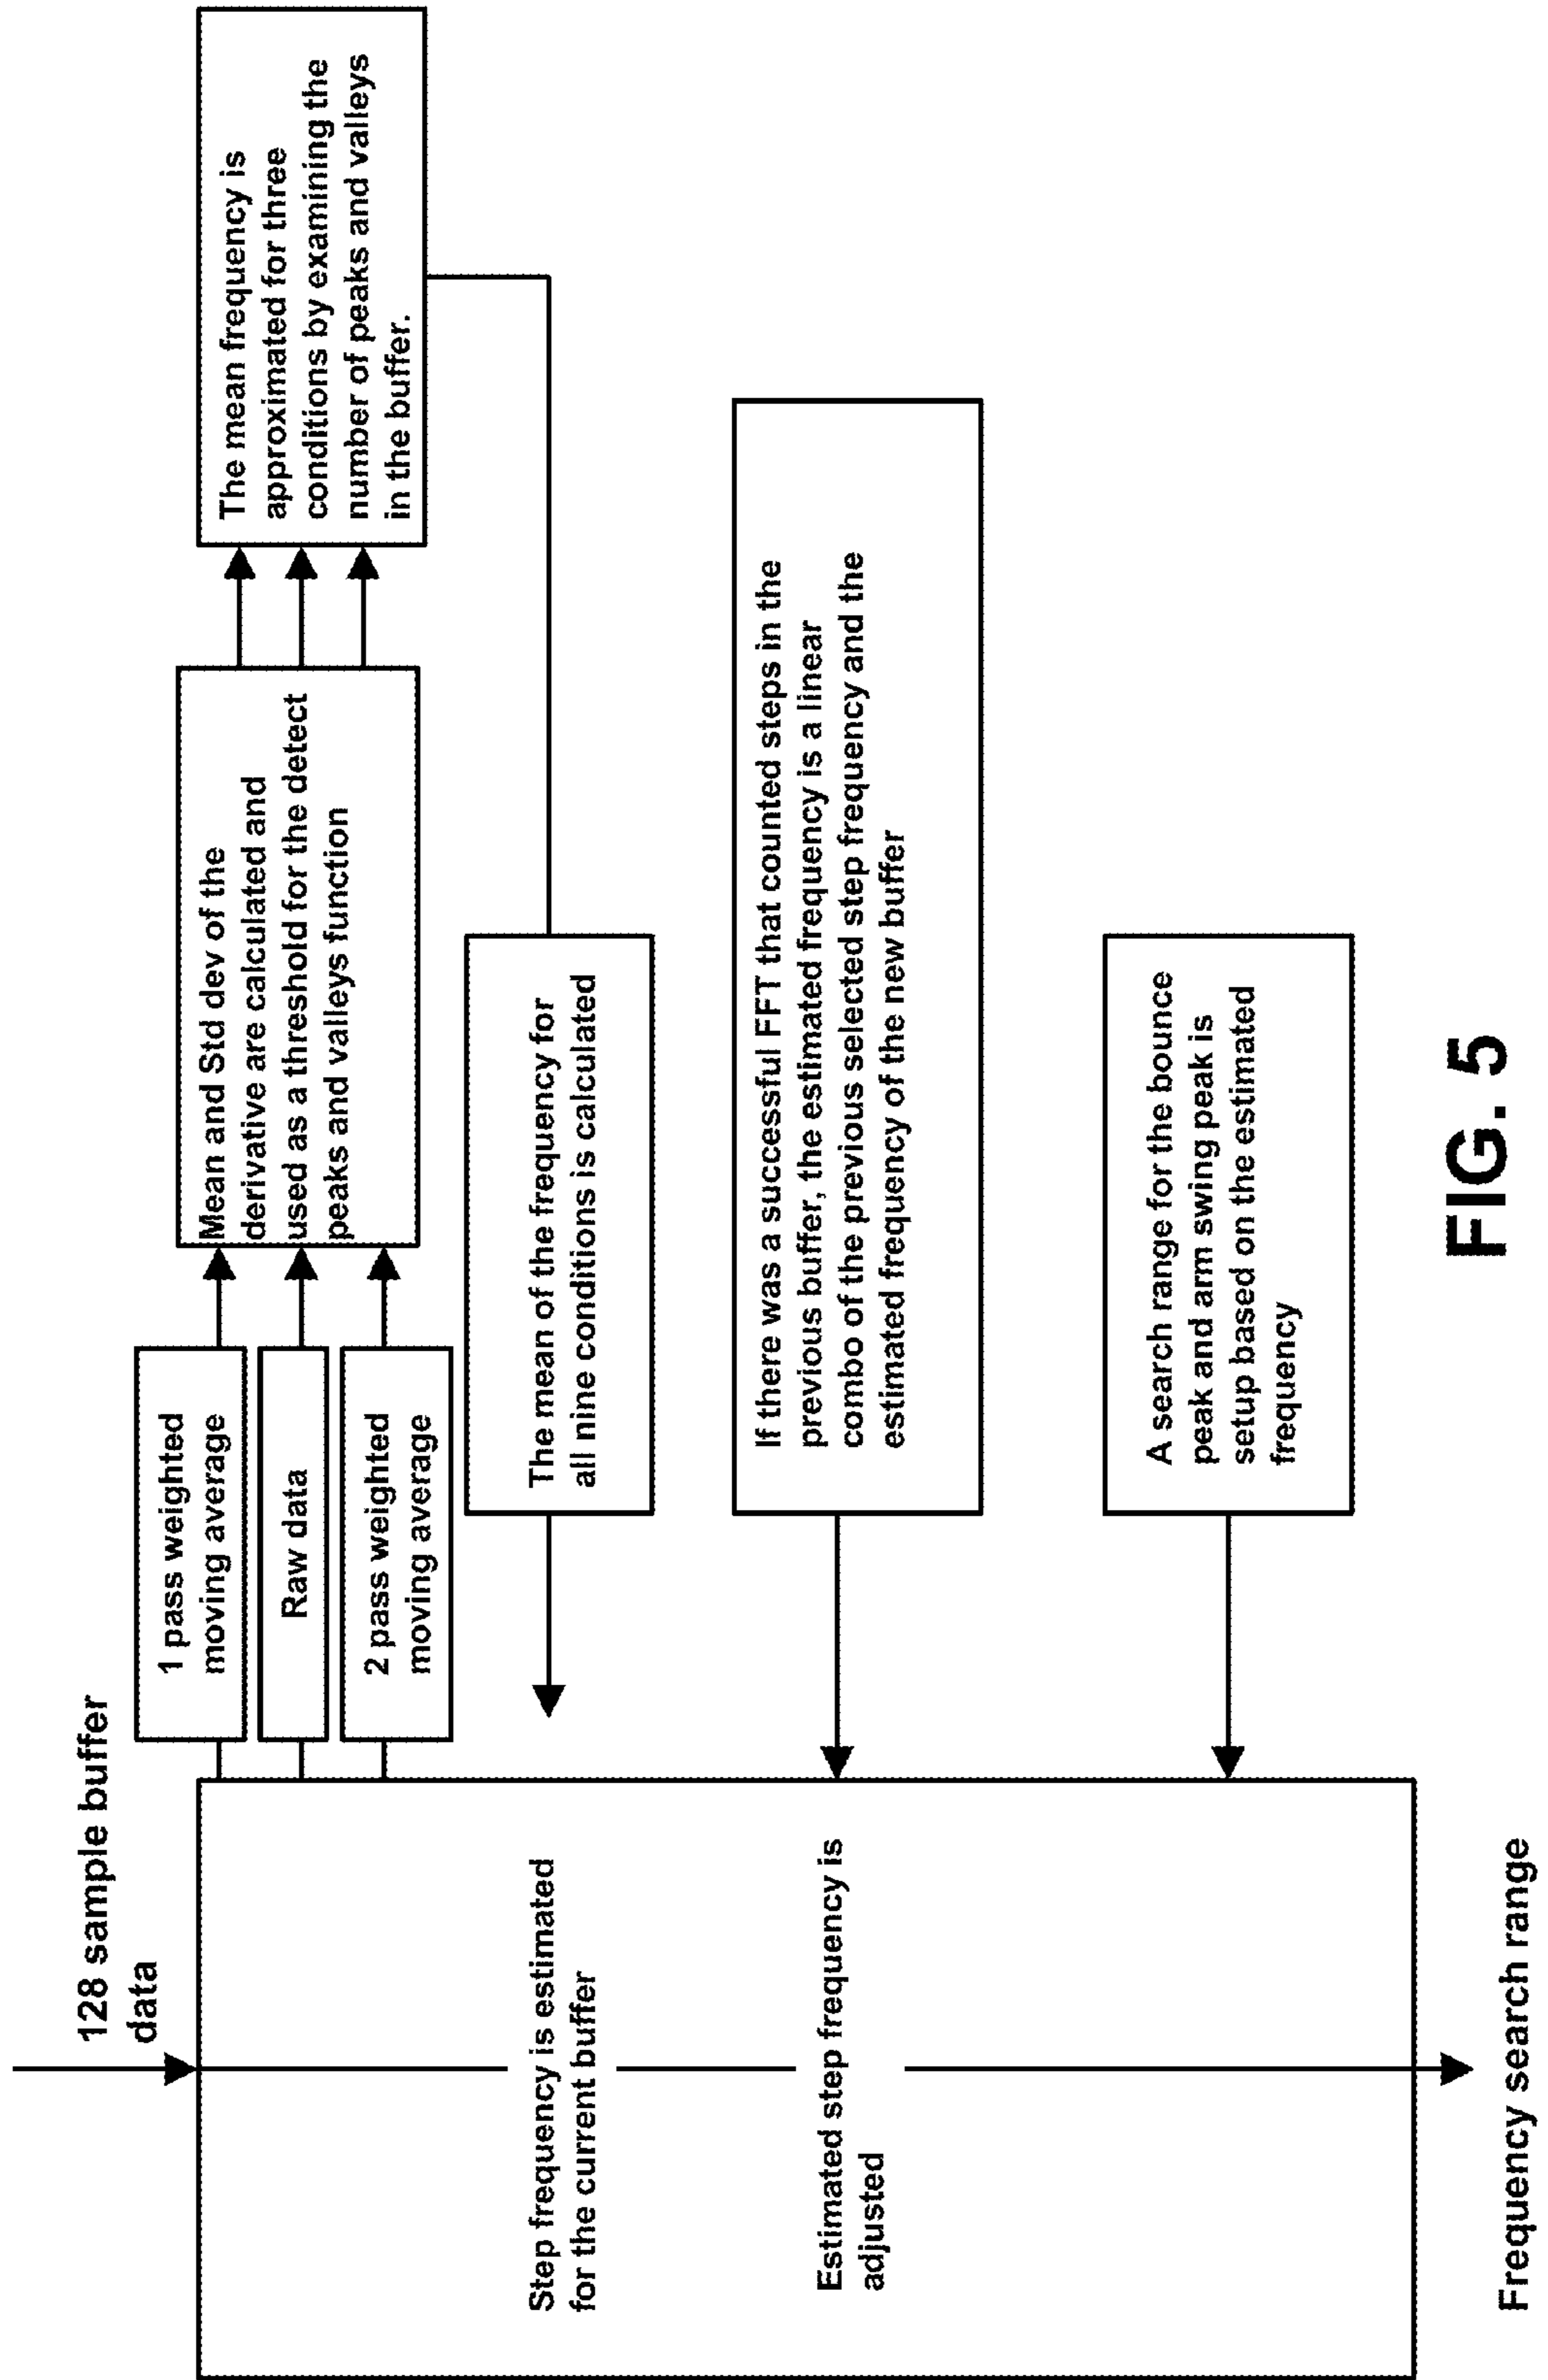 128 sample buffer
data
1 pass weighted
moving average
Raw data
2 pass weighted
moving average
Mean and Std dev of the
derivative are calculated and
used as a threshold for the detect
peaks and valleys function
The mean frequency is
approximated for three
conditions by examining the
number of peaks and valleys
in the buffer.
Step frequency is estimated
for the current buffer
The mean of the frequency for
all nine conditions is calculated
Estimated step frequency is
adjusted
If there was a successful FFT that counted steps in the
previous buffer, the estimated frequency is a linear
combo of the previous selected step frequency and the
estimated frequency of the new buffer
A search range for the bounce
peak and arm swing peak is
setup based on the estimated
frequency
Frequency search range
FIG. 5